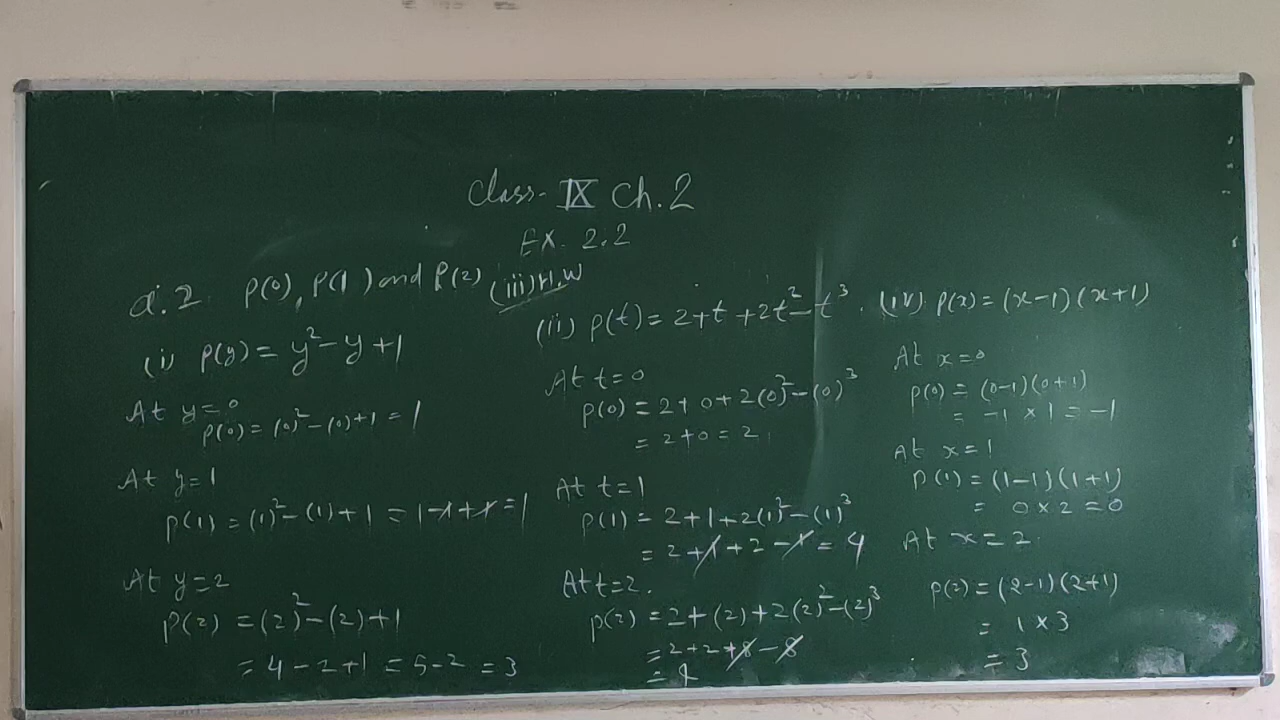 Class- IX Ch. 2
EX. 2.2
Q.2 P(0), P(1) and P(2)
(i) p(y) = y²- y +1
At y=0
p(0) = (0)²-(0)+1 = 1
At y=1
p(1) = (1)²-(1)+1 = 1-1+1=1
At y=2
p(2) = (2)²-(2)+1
= 4-2+1 = 5-2 = 3
(iii) H.W
(ii) p(t)= 2+t +2t²-t³.
At t=0
p(0) = 2+0+2(0)²-(0)³
= 2+0=2
At t=1
p(1) = 2+1+2(1)²-(1)³
= 2+1+2-1= 4
At t=2.
p(2) = 2+(2)+2(2)²-(2)³
= 2+2+8-8
(iv) p(x)=(x-1)(x+1)
At x=0
p(0) = (0-1)(0+1)
= -1 × 1 = -1
At x=1
p(1) = (1-1)(1+1)
= 0×2=0
At x=2.
p(2) = (2-1)(2+1)
= 1×3
= 3